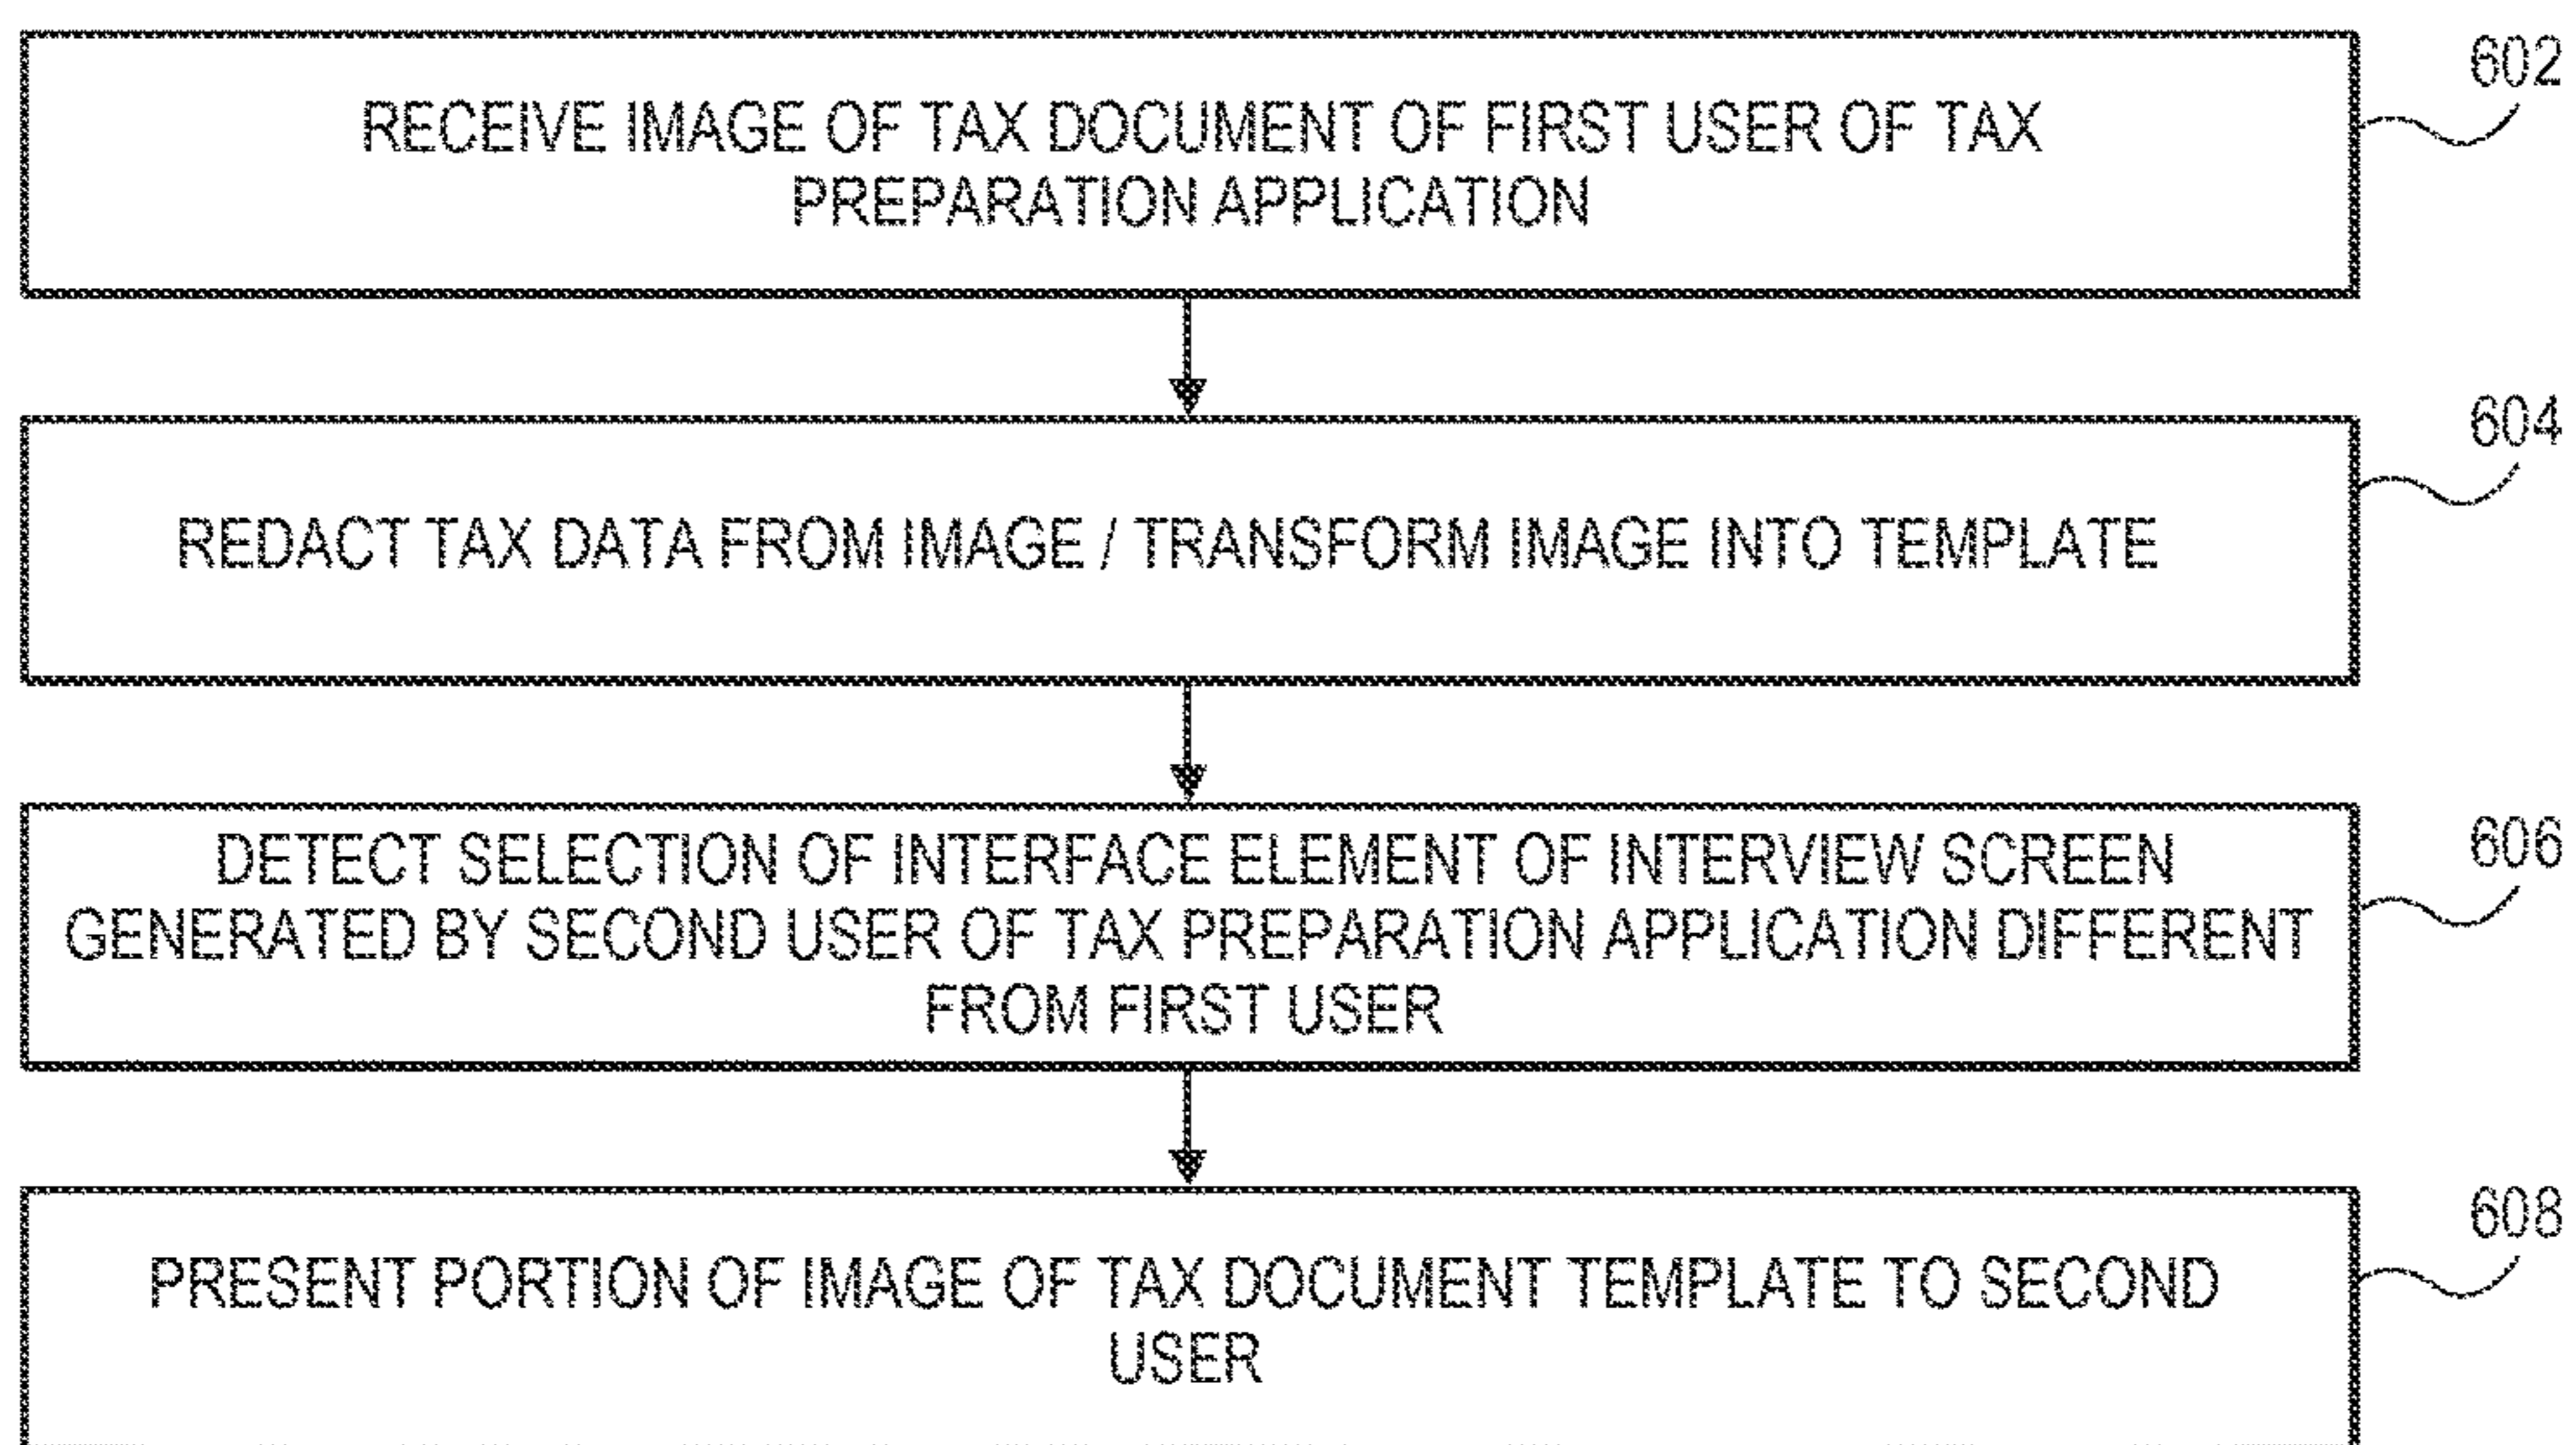 602
RECEIVE IMAGE OF TAX DOCUMENT OF FIRST USER OF TAX
PREPARATION APPLICATION
604
REDACT TAX DATA FROM IMAGE / TRANSFORM IMAGE INTO TEMPLATE
606
DETECT SELECTION OF INTERFACE ELEMENT OF INTERVIEW SCREEN
GENERATED BY SECOND USER OF TAX PREPARATION APPLICATION DIFFERENT
FROM FIRST USER
608
PRESENT PORTION OF IMAGE OF TAX DOCUMENT TEMPLATE TO SECOND
USER